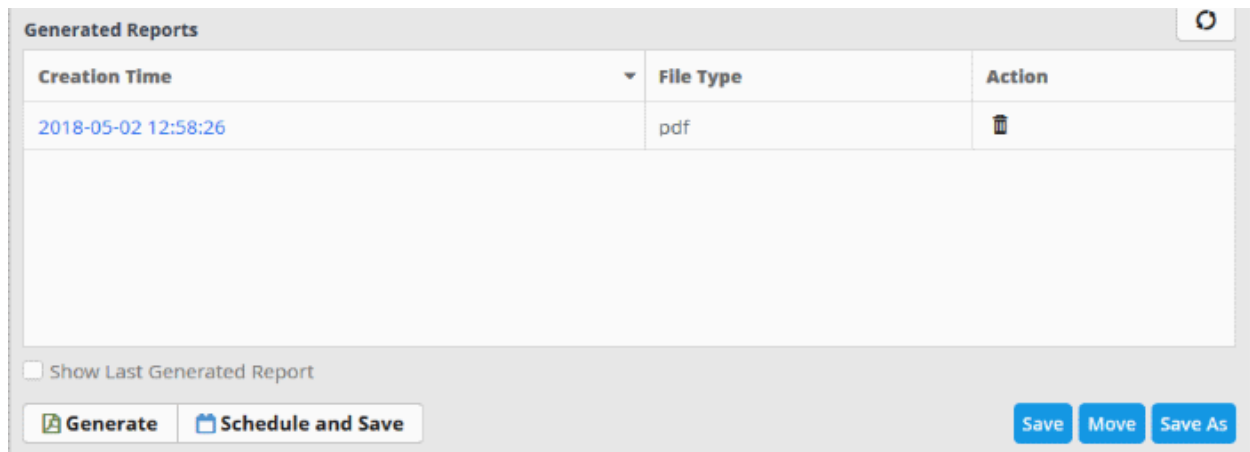 Generated Reports
Creation Time File Type Action
2018-05-02 12:58:26 pdf
Show Last Generated Report
Generate Schedule and Save Save Move Save As